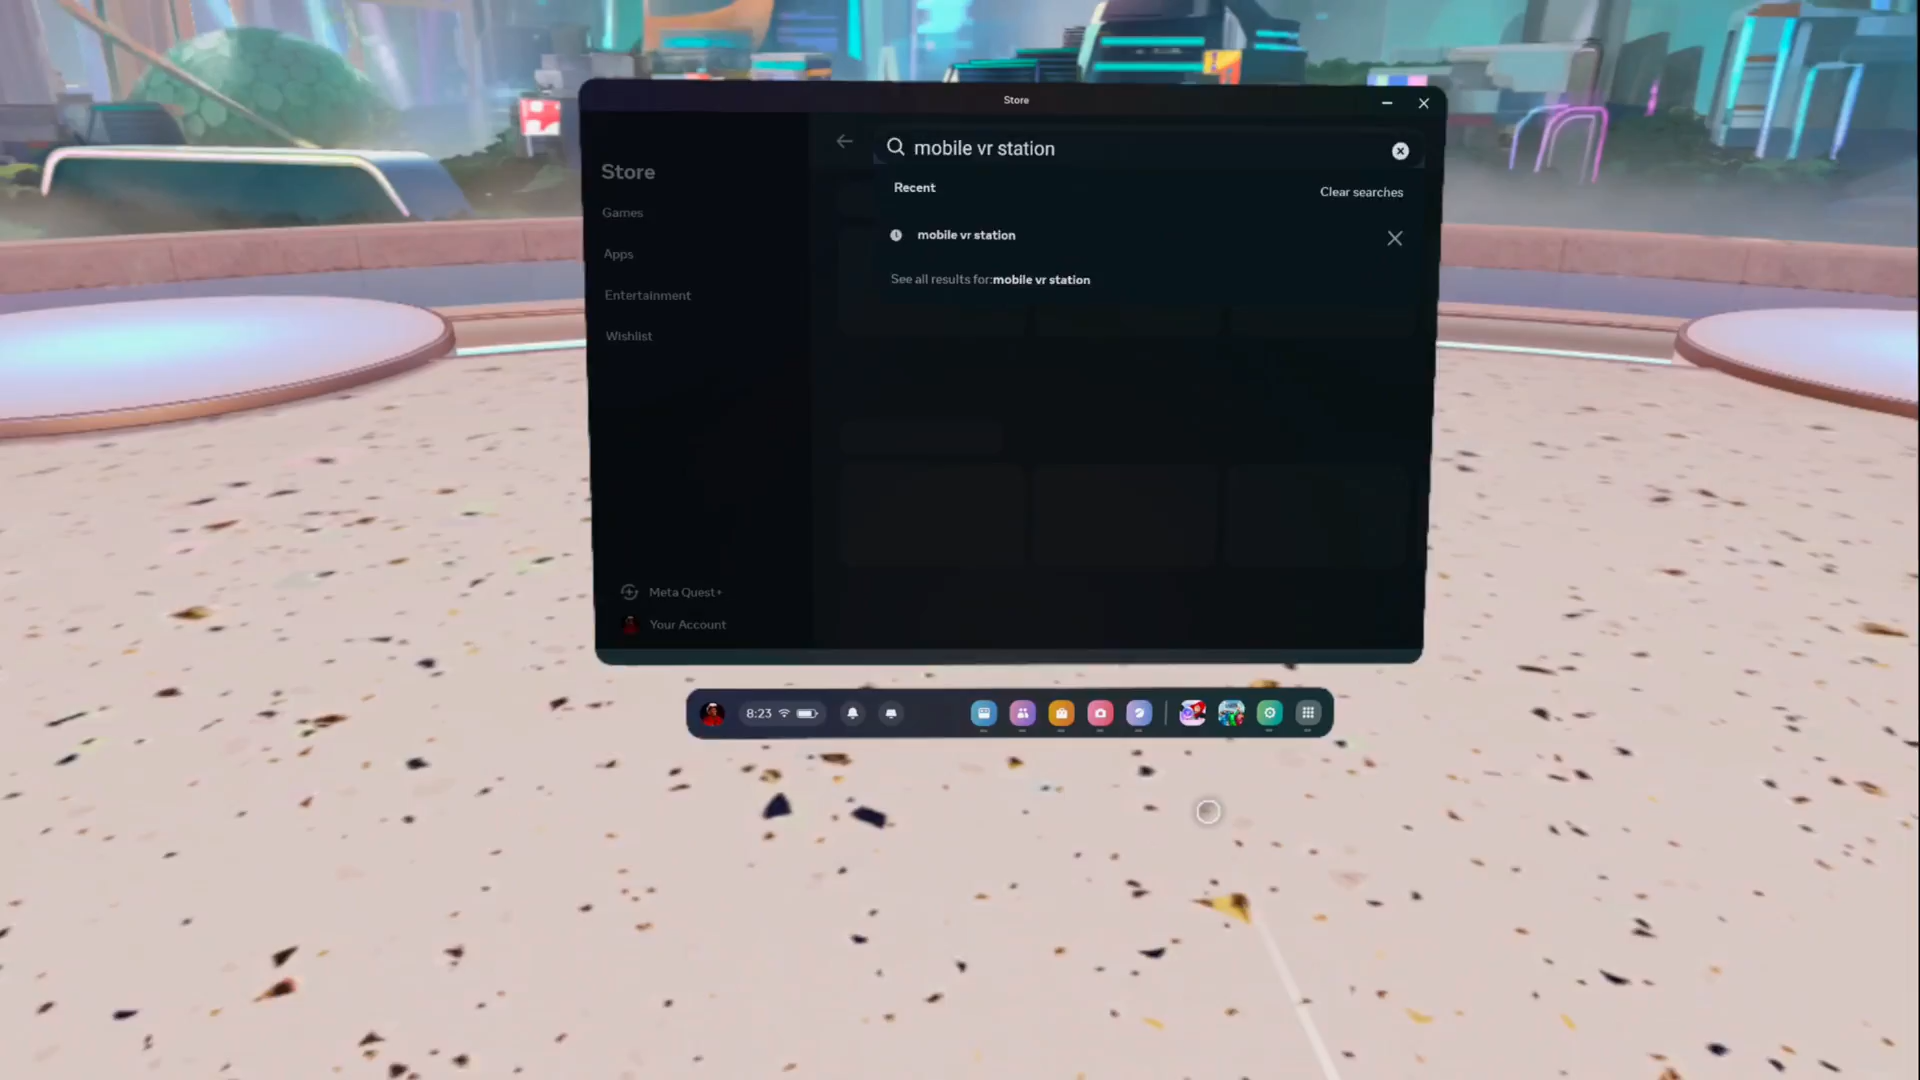 Store
mobile vr station
Recent
Clear searches
mobile vr station
See all results for:mobile vr station
Store
Games
Apps
Entertainment
Wishlist
Meta Quest+
Your Account
8:23